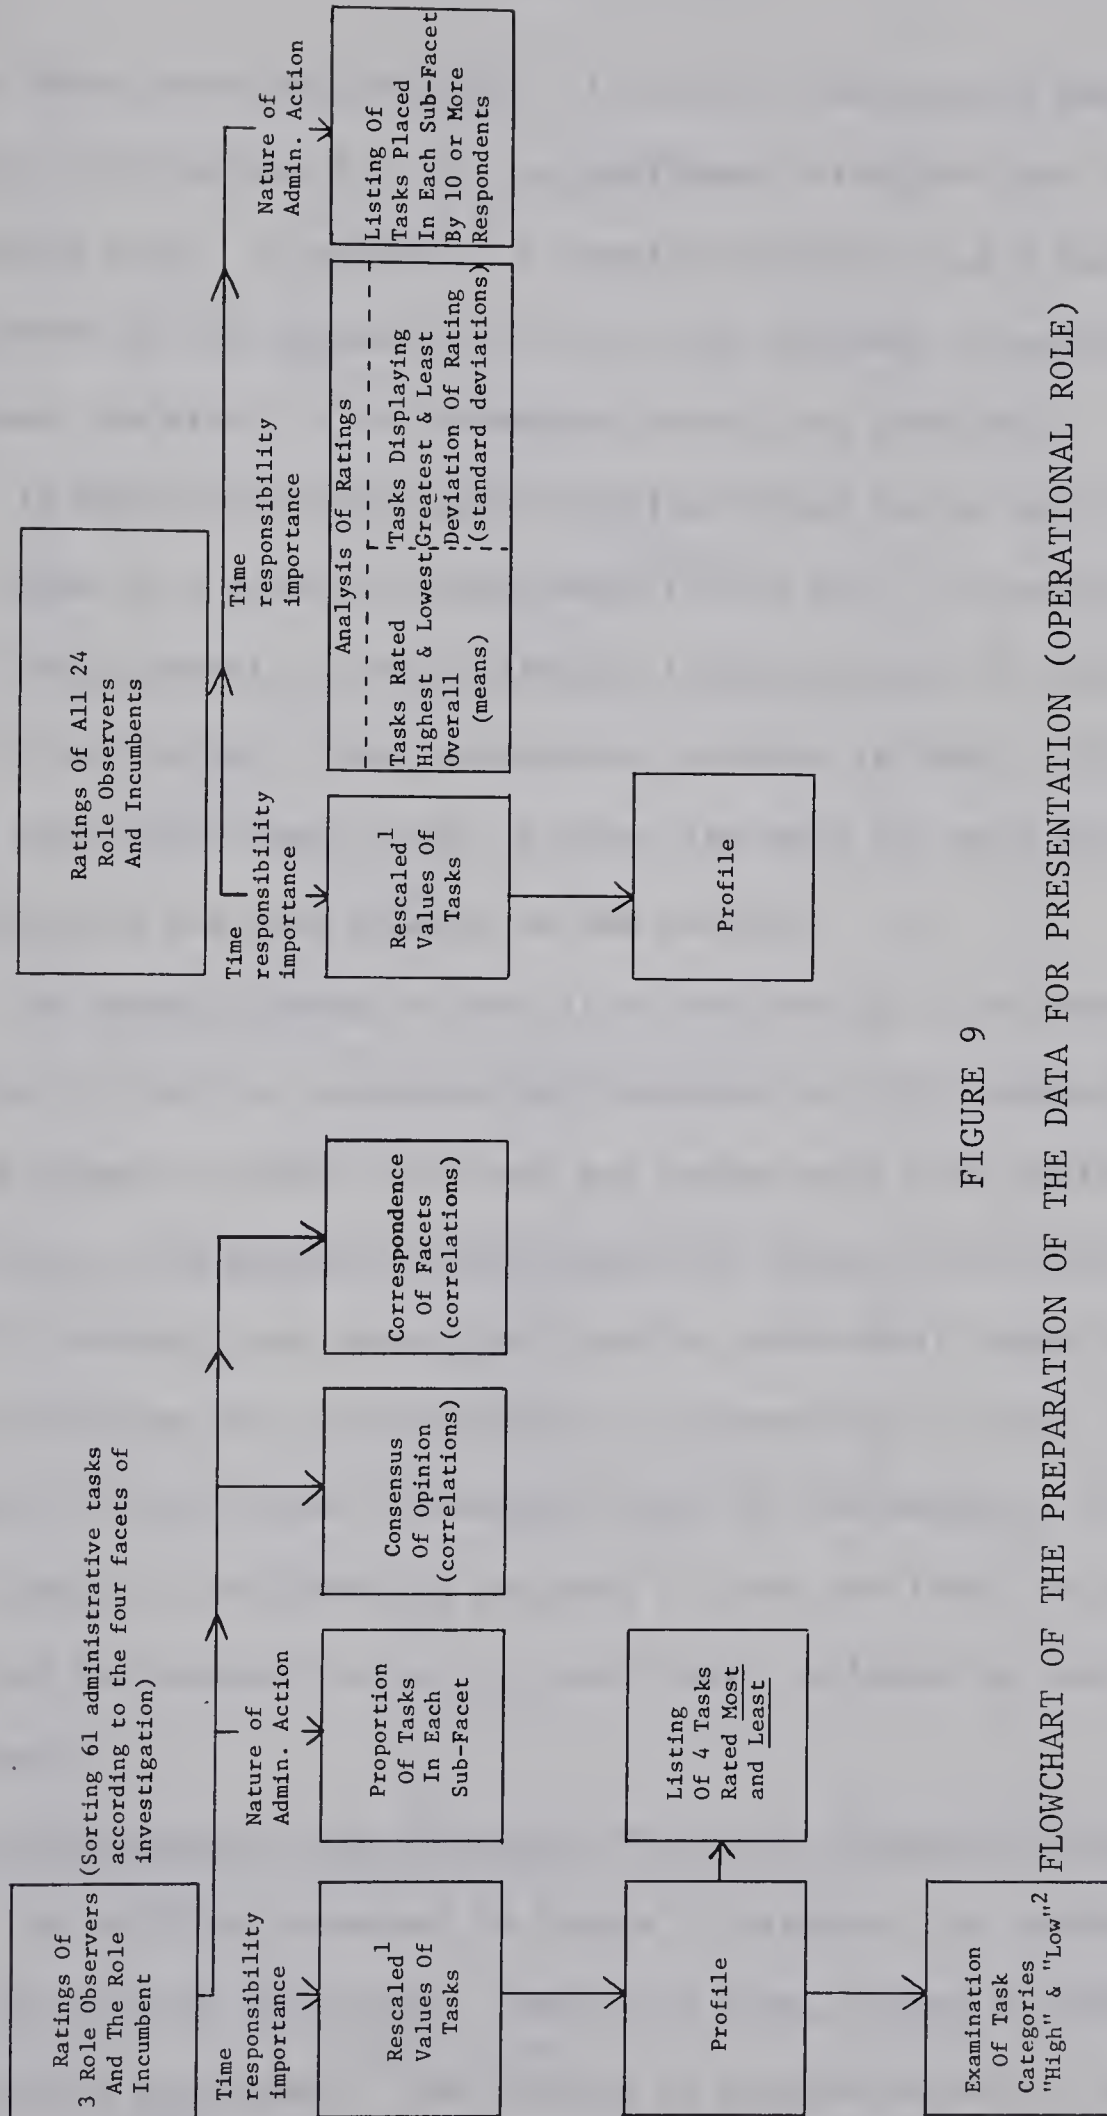 Ratings Of
3 Role Observers
And The Role
Incumbent
(Sorting 61 administrative tasks
according to the four facets of
investigation)
Time
responsibility
importance
Nature of
Admin. Action
Rescaled1
Values Of
Tasks
Proportion
Of Tasks
In Each
Sub-Facet
Consensus
Of Opinion
(correlations)
Correspondence
Of Facets
(correlations)
Profile
Listing
Of 4 Tasks
Rated Most
and Least
Examination
Of Task
Categories
"High" & "Low"2
Ratings Of All 24
Role Observers
And Incumbents
Time
responsibility
importance
Time
responsibility
importance
Nature of
Admin. Action
Rescaled1
Values Of
Tasks
Analysis Of Ratings
Tasks Rated
Highest & Lowest
Overall
(means)
Tasks Displaying
Greatest & Least
Deviation Of Rating
(standard deviations)
Listing Of
Tasks Placed
In Each Sub-Facet
By 10 or More
Respondents
Profile
FIGURE 9
FLOWCHART OF THE PREPARATION OF THE DATA FOR PRESENTATION (OPERATIONAL ROLE)